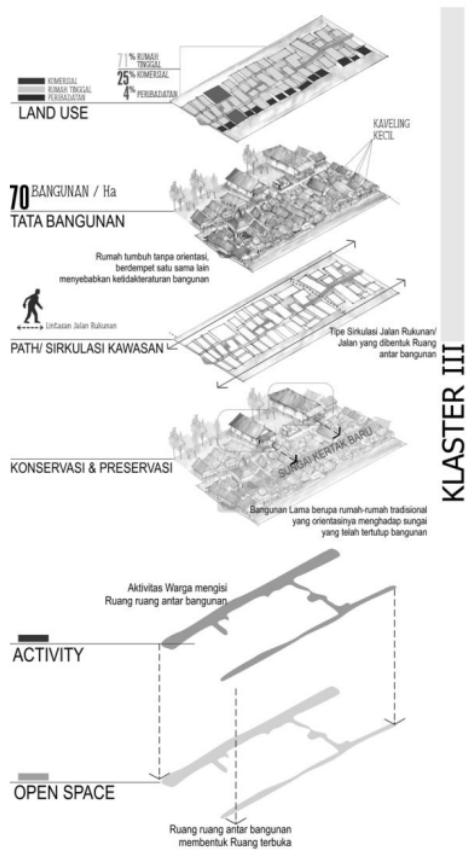 71% RUMAH
TINGGAL
25% KOMERSIAL
4% PERIBADATAN
KOMERSIAL
RUMAH TINGGAL
PERIBADATAN
LAND USE
KAVELING
KECIL
70 BANGUNAN / Ha
TATA BANGUNAN
Rumah tumbuh tanpa orientasi,
berdempet satu sama lain
menyebabkan ketidakteraturan bangunan
Lintasan Jalan Rukunan
PATH/ SIRKULASI KAWASAN
Tipe Sirkulasi Jalan Rukunan/
Jalan yang dibentuk Ruang
antar bangunan
KLASTER III
SUNGAI KERTAK BARU
KONSERVASI & PRESERVASI
Bangunan Lama berupa rumah-rumah tradisional
yang orientasinya menghadap sungai
yang telah tertutup bangunan
Aktivitas Warga mengisi
Ruang ruang antar bangunan
ACTIVITY
OPEN SPACE
Ruang ruang antar bangunan
membentuk Ruang terbuka